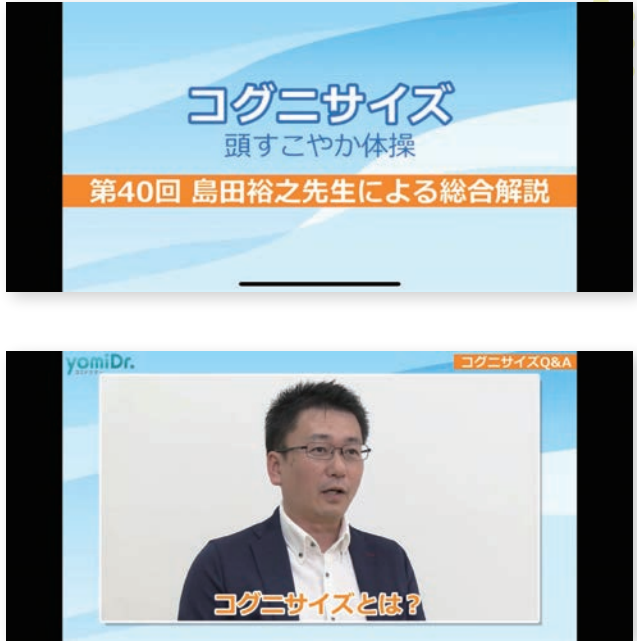 コグニサイズ
頭すこやか体操
第40回 島田裕之先生による総合解説
yomiDr.
コグニサイズQ&A
コグニサイズとは?